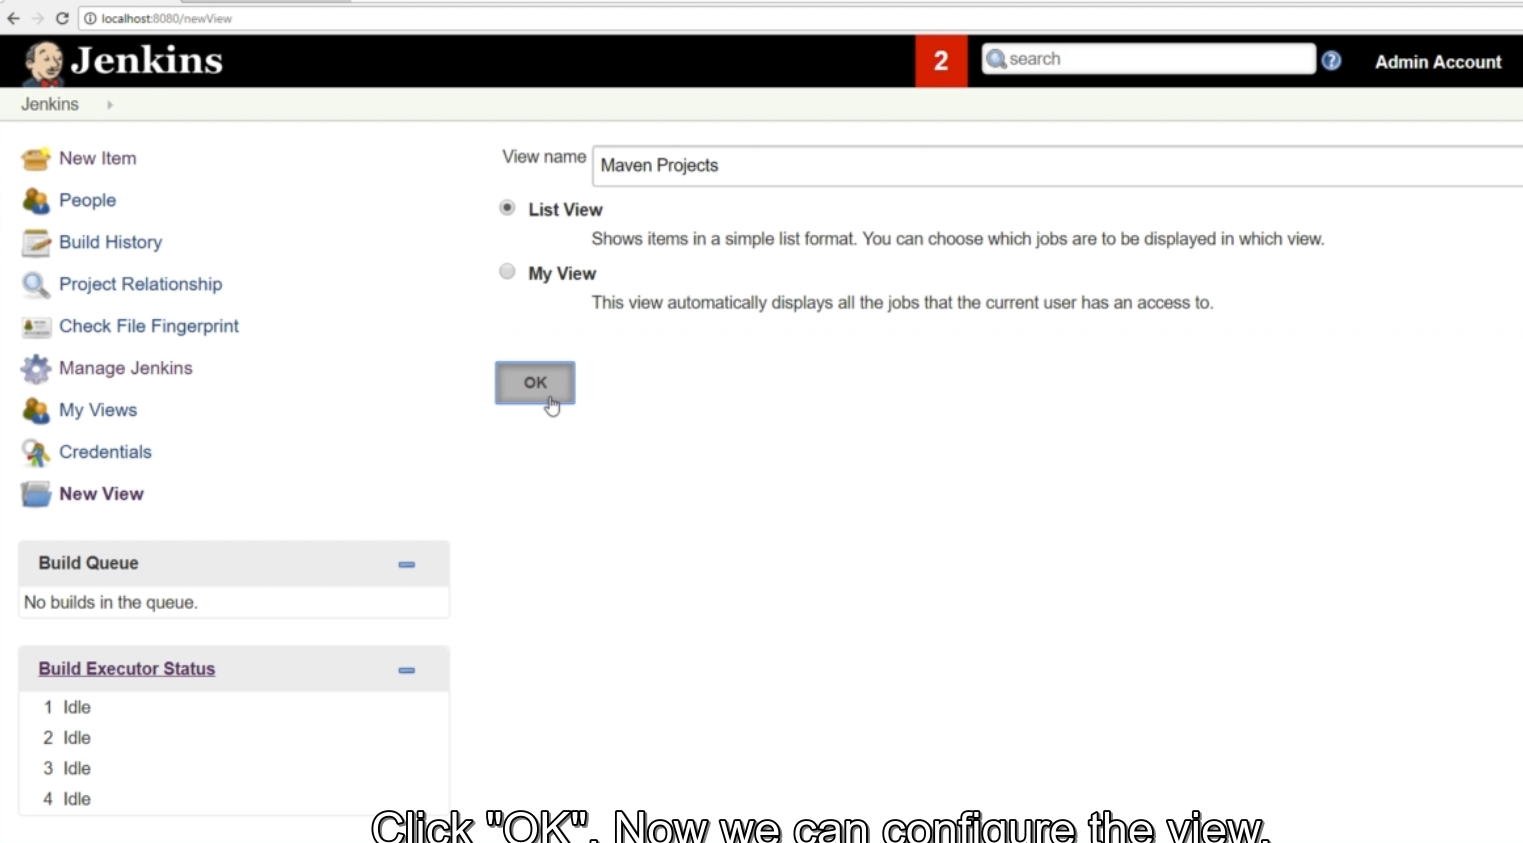 localhost:8080/newView
Jenkins
2
search
Admin Account
Jenkins
New Item
People
Build History
Project Relationship
Check File Fingerprint
Manage Jenkins
My Views
Credentials
New View
View name
Maven Projects
List View
Shows items in a simple list format. You can choose which jobs are to be displayed in which view.
My View
This view automatically displays all the jobs that the current user has an access to.
OK
Build Queue
No builds in the queue.
Build Executor Status
1 Idle
2 Idle
3 Idle
4 Idle
Click "OK". Now we can configure the view.